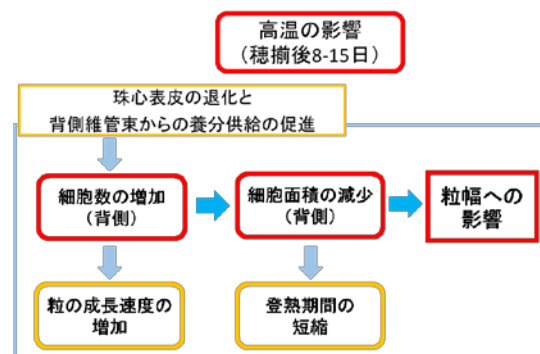 高温の影響
（穂揃後8-15日）
珠心表皮の退化と
背側維管束からの養分供給の促進
細胞数の増加
（背側）
細胞面積の減少
（背側）
粒幅への
影響
粒の成長速度の
増加
登熟期間の
短縮